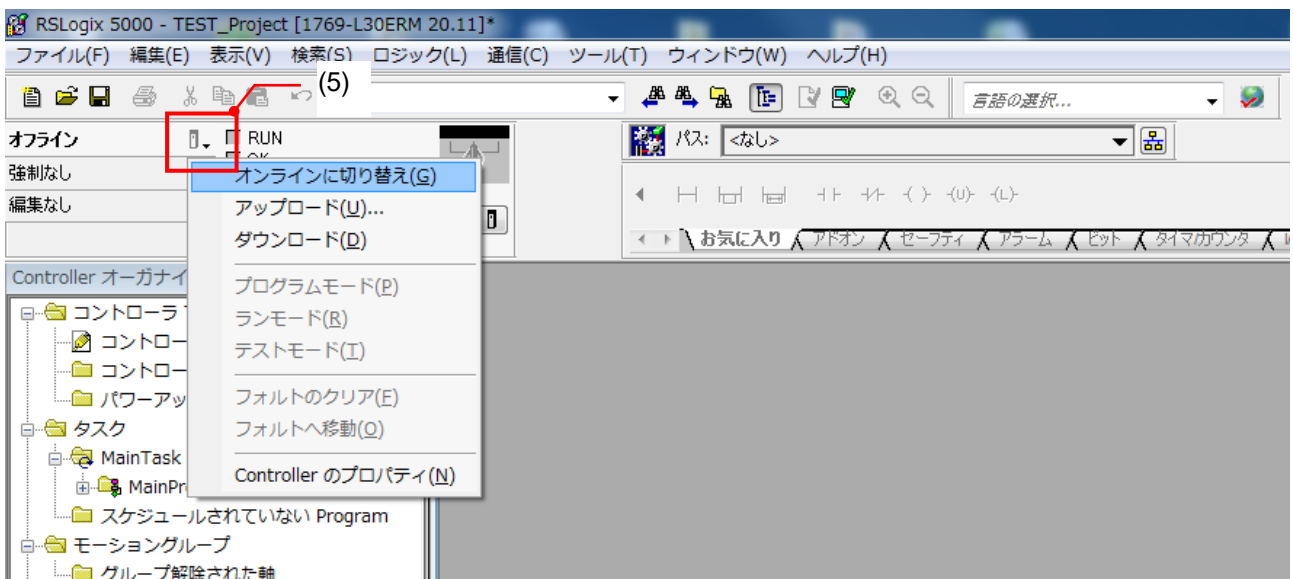 RSLogix 5000 - TEST_Project [1769-L30ERM 20.11]*
ファイル(F) 編集(E) 表示(V) 検索(S) ロジック(L) 通信(C) ツール(T) ウィンドウ(W) ヘルプ(H)
(5)
言語の選択...
オフライン
RUN
OK
パス: <なし>
強制なし
編集なし
オンラインに切り替え(G)
アップロード(U)...
ダウンロード(D)
プログラムモード(P)
ランモード(R)
テストモード(T)
フォルトのクリア(F)
フォルトへ移動(O)
Controller のプロパティ(N)
-(U)- -(L)-
お気に入り アドオン セーフティ アラーム ビット タイマ/カウンタ
Controller オーガナイ
コントローラ
コントロー
コントロー
パワーアッ
タスク
MainTask
MainPr
スケジュールされていない Program
モーショングループ
グループ解除された軸